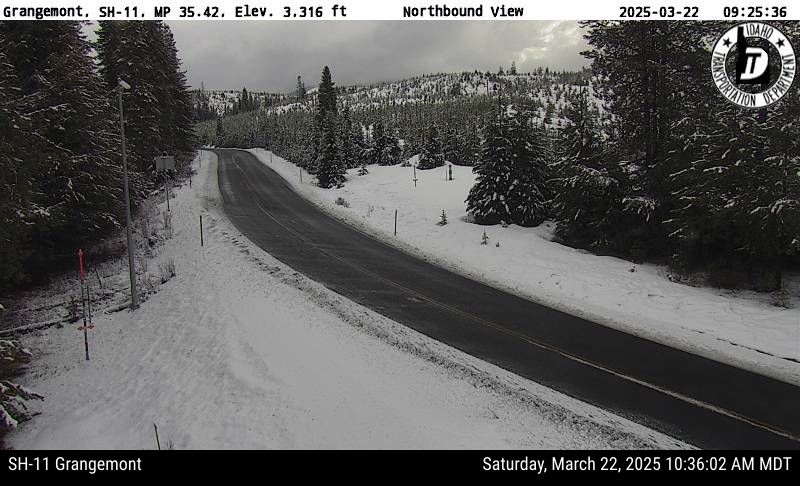 Grangemont, SH-11, MP 35.42, Elev. 3,316 ft Northbound View 2025-03-22 09:25:36
IDAHO
TRANSPORTATION DEPARTMENT
SH-11 Grangemont Saturday, March 22, 2025 10:36:02 AM MDT